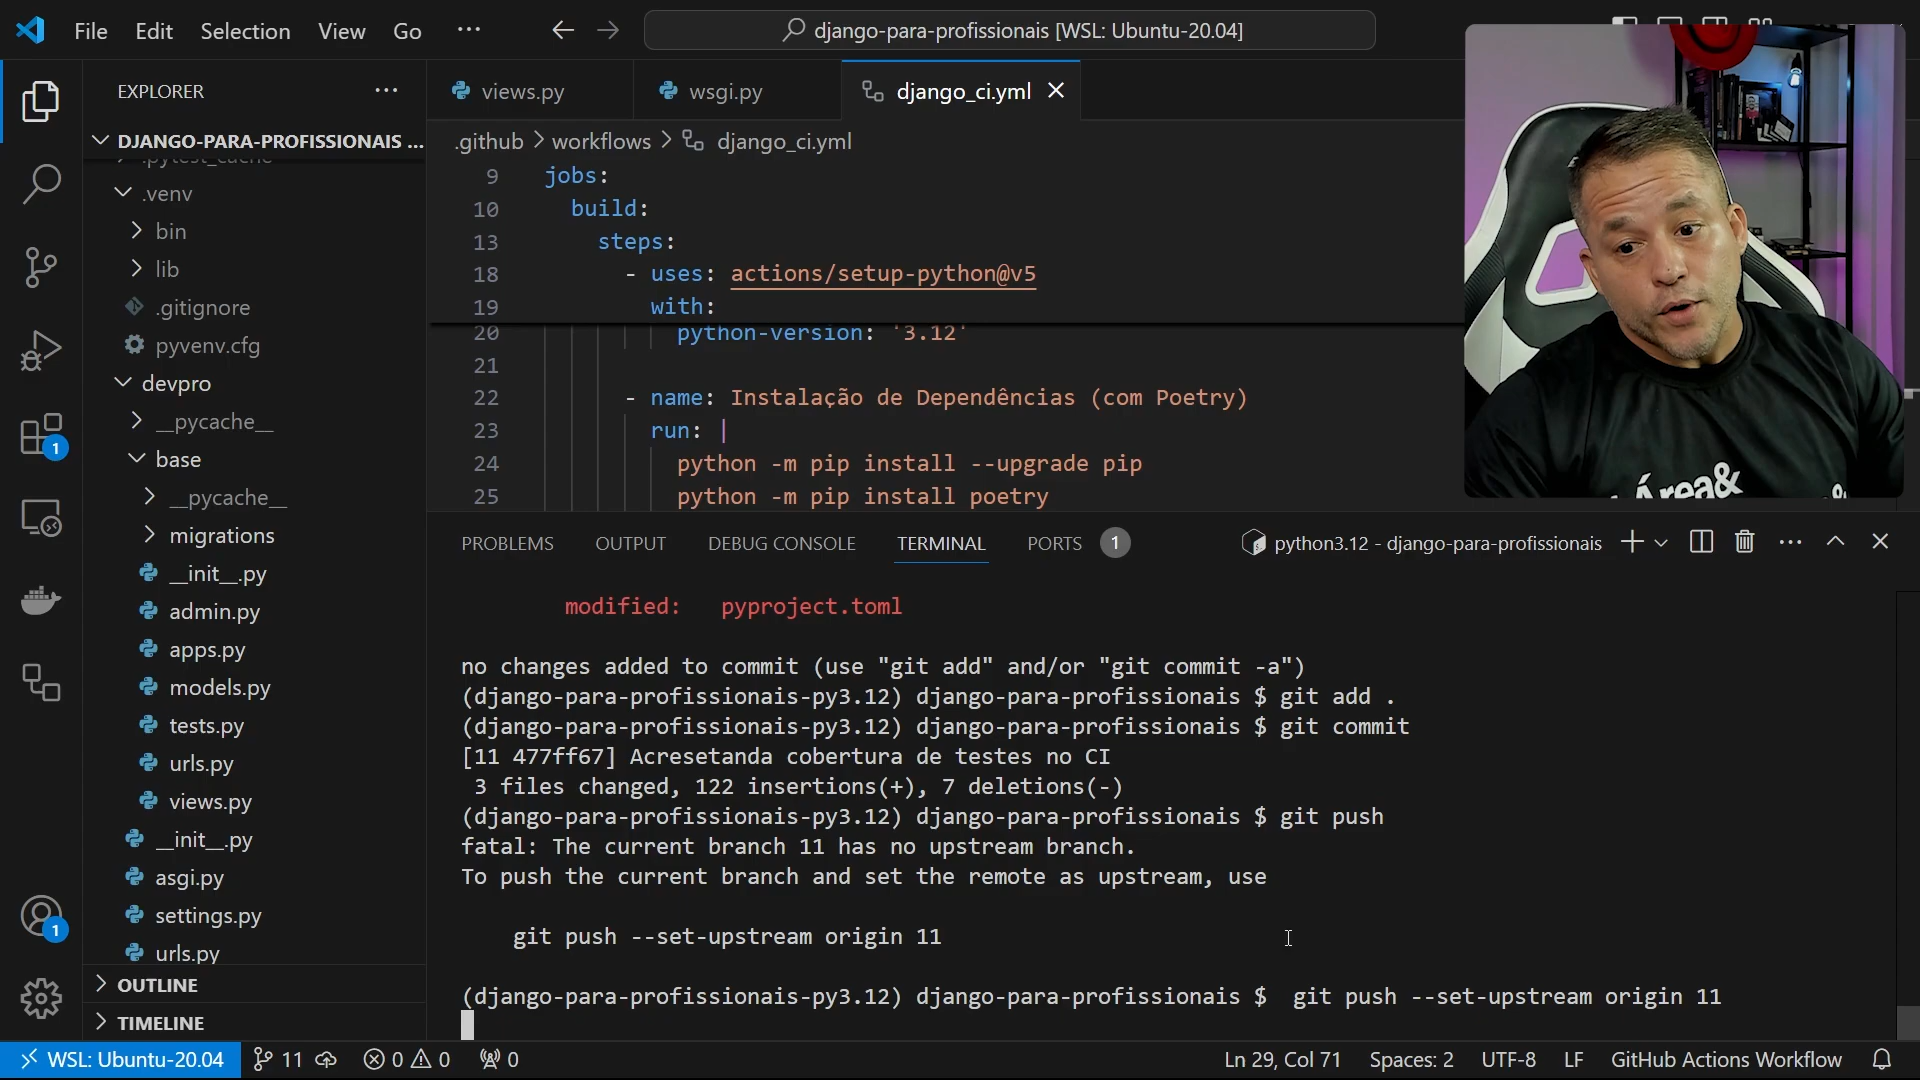 File Edit Selection View Go ···
django-para-profissionais [WSL: Ubuntu-20.04]
EXPLORER ···
views.py
wsgi.py
django_ci.yml
DJANGO-PARA-PROFISSIONAIS ...
.github > workflows > django_ci.yml
.pytest_cache
.venv
bin
lib
.gitignore
pyvenv.cfg
devpro
__pycache__
base
__pycache__
migrations
__init__.py
admin.py
apps.py
models.py
tests.py
urls.py
views.py
__init__.py
asgi.py
settings.py
urls.py
OUTLINE
TIMELINE
1
1
9 jobs:
10 build:
13 steps:
18 - uses: actions/setup-python@v5
19 with:
20 python-version: '3.12'
21
22 - name: Instalação de Dependências (com Poetry)
23 run: |
24 python -m pip install --upgrade pip
25 python -m pip install poetry
Área&
PROBLEMS OUTPUT DEBUG CONSOLE TERMINAL PORTS 1
python3.12 - django-para-profissionais
modified: pyproject.toml
no changes added to commit (use "git add" and/or "git commit -a")
(django-para-profissionais-py3.12) django-para-profissionais $ git add .
(django-para-profissionais-py3.12) django-para-profissionais $ git commit
[11 477ff67] Acresetanda cobertura de testes no CI
3 files changed, 122 insertions(+), 7 deletions(-)
(django-para-profissionais-py3.12) django-para-profissionais $ git push
fatal: The current branch 11 has no upstream branch.
To push the current branch and set the remote as upstream, use
git push --set-upstream origin 11
(django-para-profissionais-py3.12) django-para-profissionais $ git push --set-upstream origin 11
WSL: Ubuntu-20.04 11 0 0 0
Ln 29, Col 71 Spaces: 2 UTF-8 LF GitHub Actions Workflow